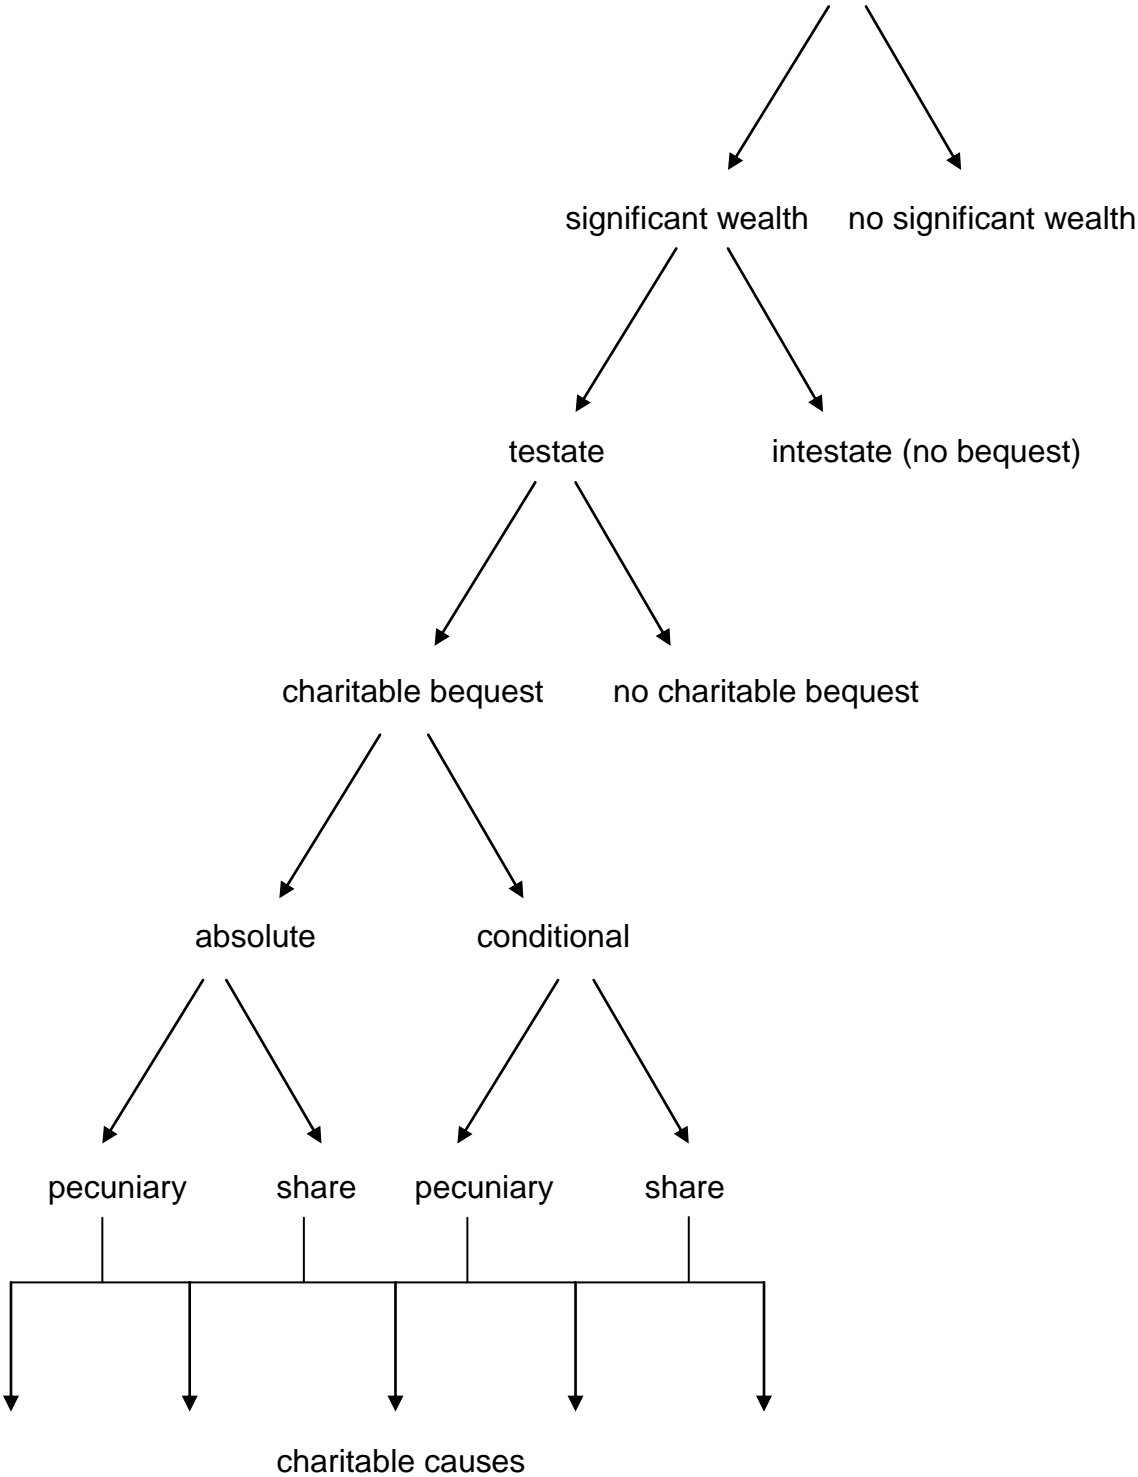 significant wealth no significant wealth
testate intestate (no bequest)
charitable bequest no charitable bequest
absolute conditional
pecuniary share pecuniary share
charitable causes